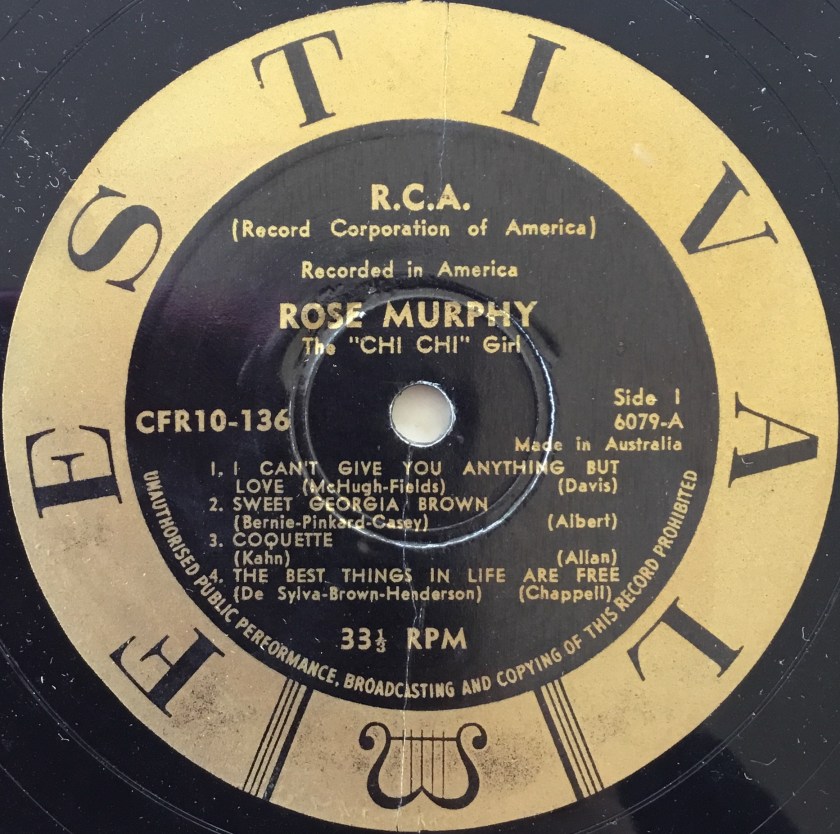 FESTIVAL
R.C.A.
(Record Corporation of America)
Recorded in America
ROSE MURPHY
The "CHI CHI" Girl
CFR10-136
Side 1
6079-A
Made in Australia
1. I CAN'T GIVE YOU ANYTHING BUT
LOVE (McHugh-Fields) (Davis)
2. SWEET GEORGIA BROWN
(Bernie-Pinkard-Casey) (Albert)
3. COQUETTE
(Kahn) (Allan)
4. THE BEST THINGS IN LIFE ARE FREE
(De Sylva-Brown-Henderson) (Chappell)
33⅓ RPM
UNAUTHORISED PUBLIC PERFORMANCE, BROADCASTING AND COPYING OF THIS RECORD PROHIBITED